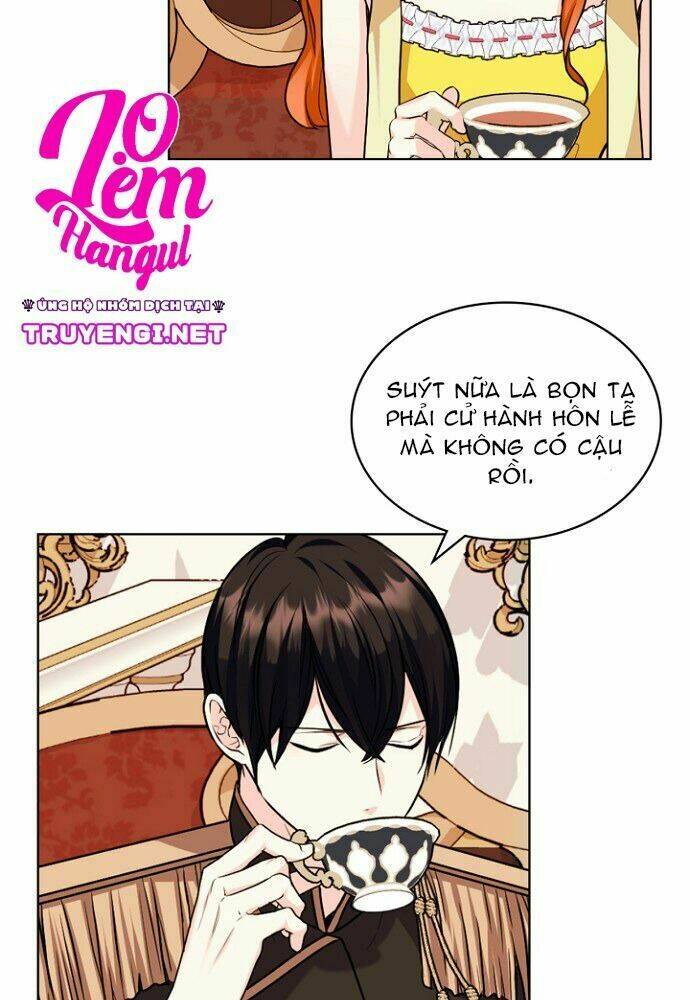 Lọ
Lem
Hangul
ỦNG HỘ NHÓM DỊCH TẠI
TRUYENGI.NET
SUÝT NỮA LÀ BỌN TA
PHẢI CỬ HÀNH HÔN LỄ
MÀ KHÔNG CÓ CẬU
RỒI.